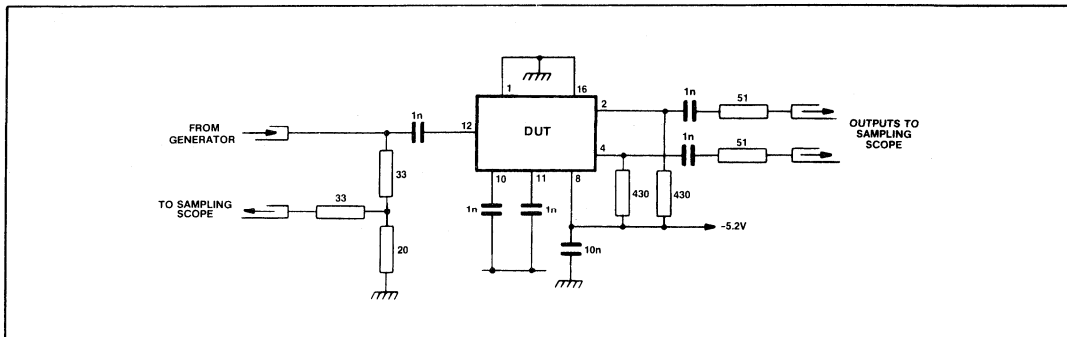 1
16
1n
2
1n
51
FROM
GENERATOR
12
DUT
OUTPUTS TO
SAMPLING
SCOPE
4
1n
51
33
10
11
8
TO SAMPLING
SCOPE
33
1n
1n
430
430
-5.2V
20
10n